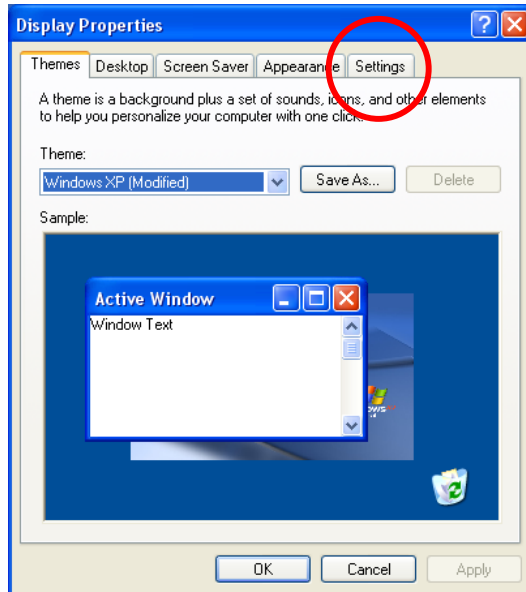 Display Properties
Themes Desktop Screen Saver Appearance Settings
A theme is a background plus a set of sounds, icons, and other elements
to help you personalize your computer with one click.
Theme:
Windows XP (Modified) Save As... Delete
Sample:
Active Window
Window Text
OK Cancel Apply